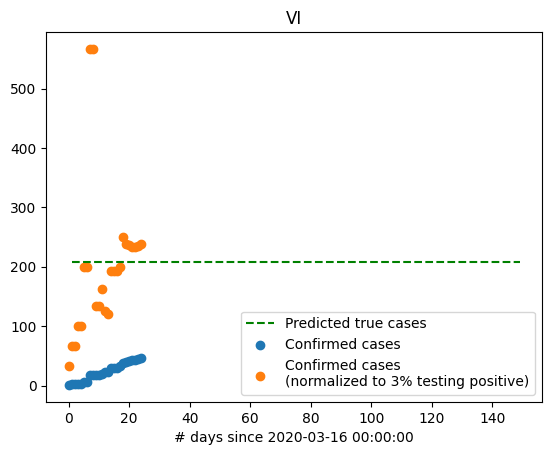 VI
500
400
300
200
100
0
Predicted true cases
Confirmed cases
Confirmed cases
(normalized to 3% testing positive)
0 20 40 60 80 100 120 140
# days since 2020-03-16 00:00:00